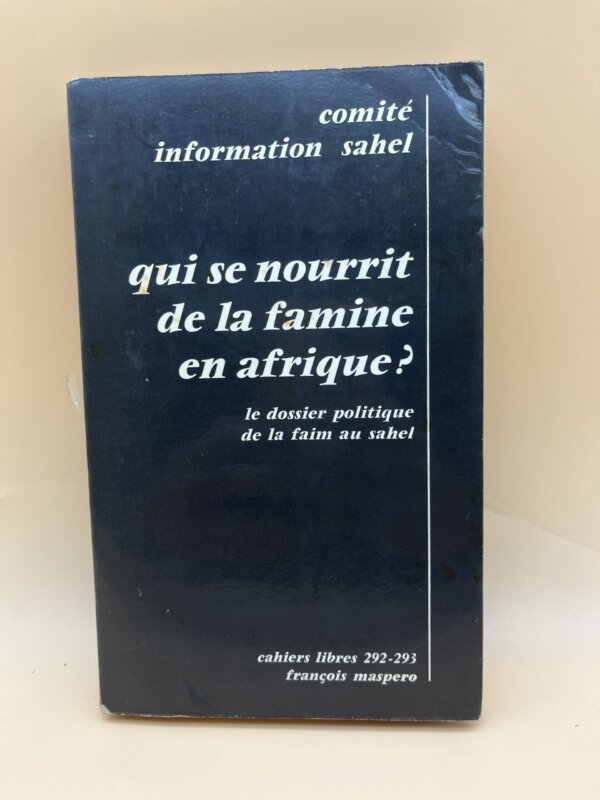 comité
information sahel
qui se nourrit
de la famine
en afrique?
le dossier politique
de la faim au sahel
cahiers libres 292-293
françois maspero